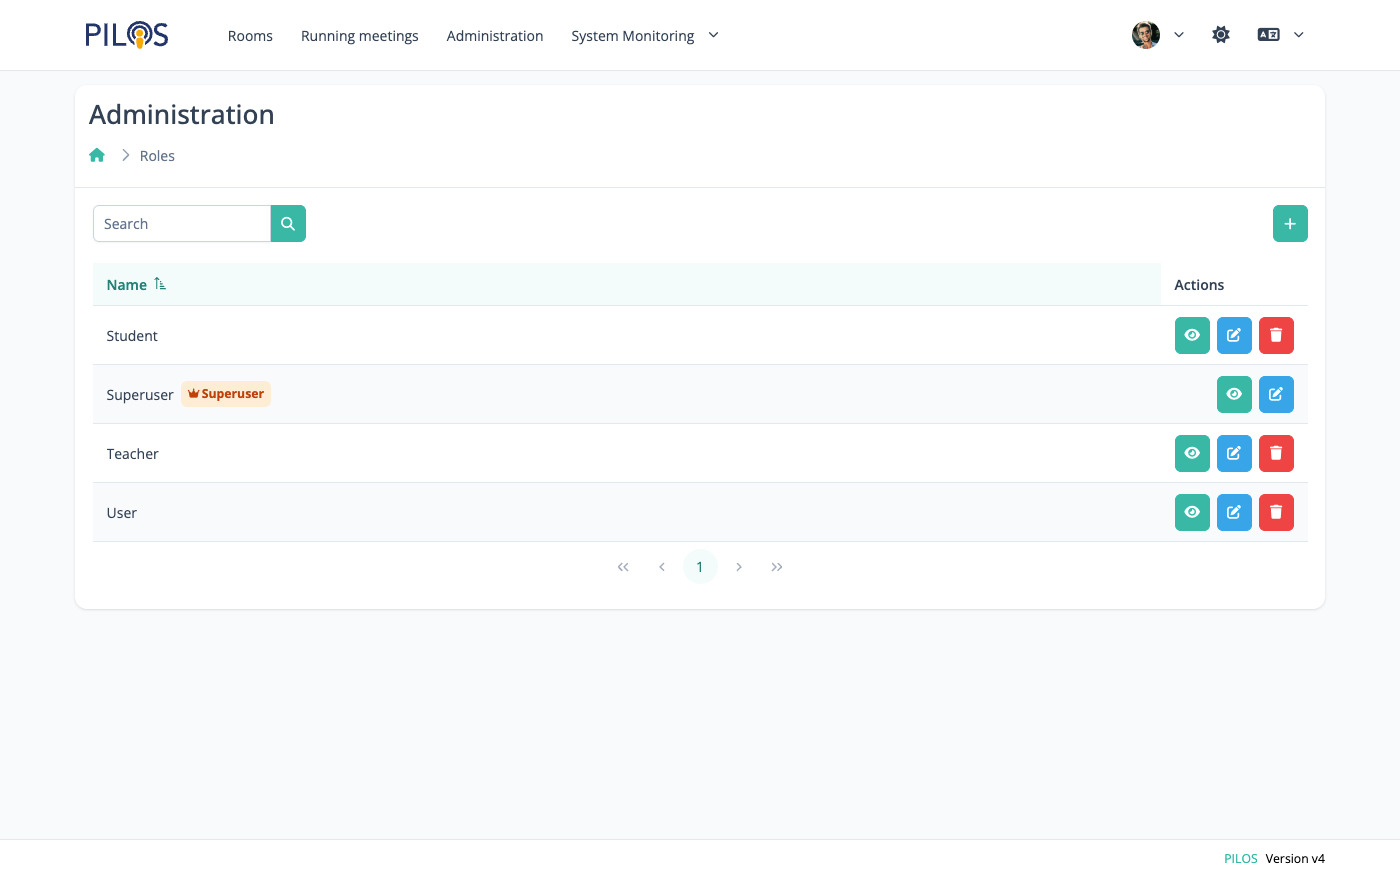 PILOS
Rooms Running meetings Administration System Monitoring
Administration
Roles
Search
Name Actions
Student
Superuser Superuser
Teacher
User
1
PILOS Version v4